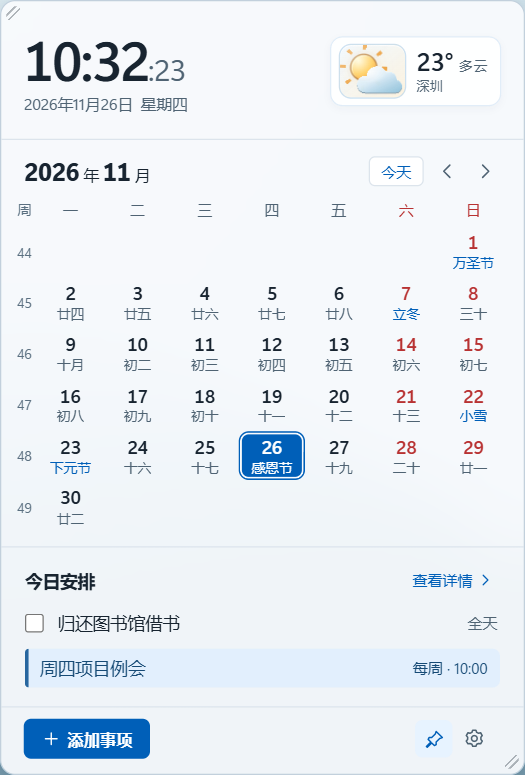 10:32:23
2026年11月26日 星期四
23° 多云
深圳
2026 年 11 月
今天
周 一 二 三 四 五 六 日
44 1
万圣节
45 2 3 4 5 6 7 8
廿四 廿五 廿六 廿七 廿八 立冬 三十
46 9 10 11 12 13 14 15
十月 初二 初三 初四 初五 初六 初七
47 16 17 18 19 20 21 22
初八 初九 初十 十一 十二 十三 小雪
48 23 24 25 26 27 28 29
下元节 十六 十七 感恩节 十九 二十 廿一
49 30
廿二
今日安排
查看详情
归还图书馆借书 全天
周四项目例会 每周 · 10:00
添加事项